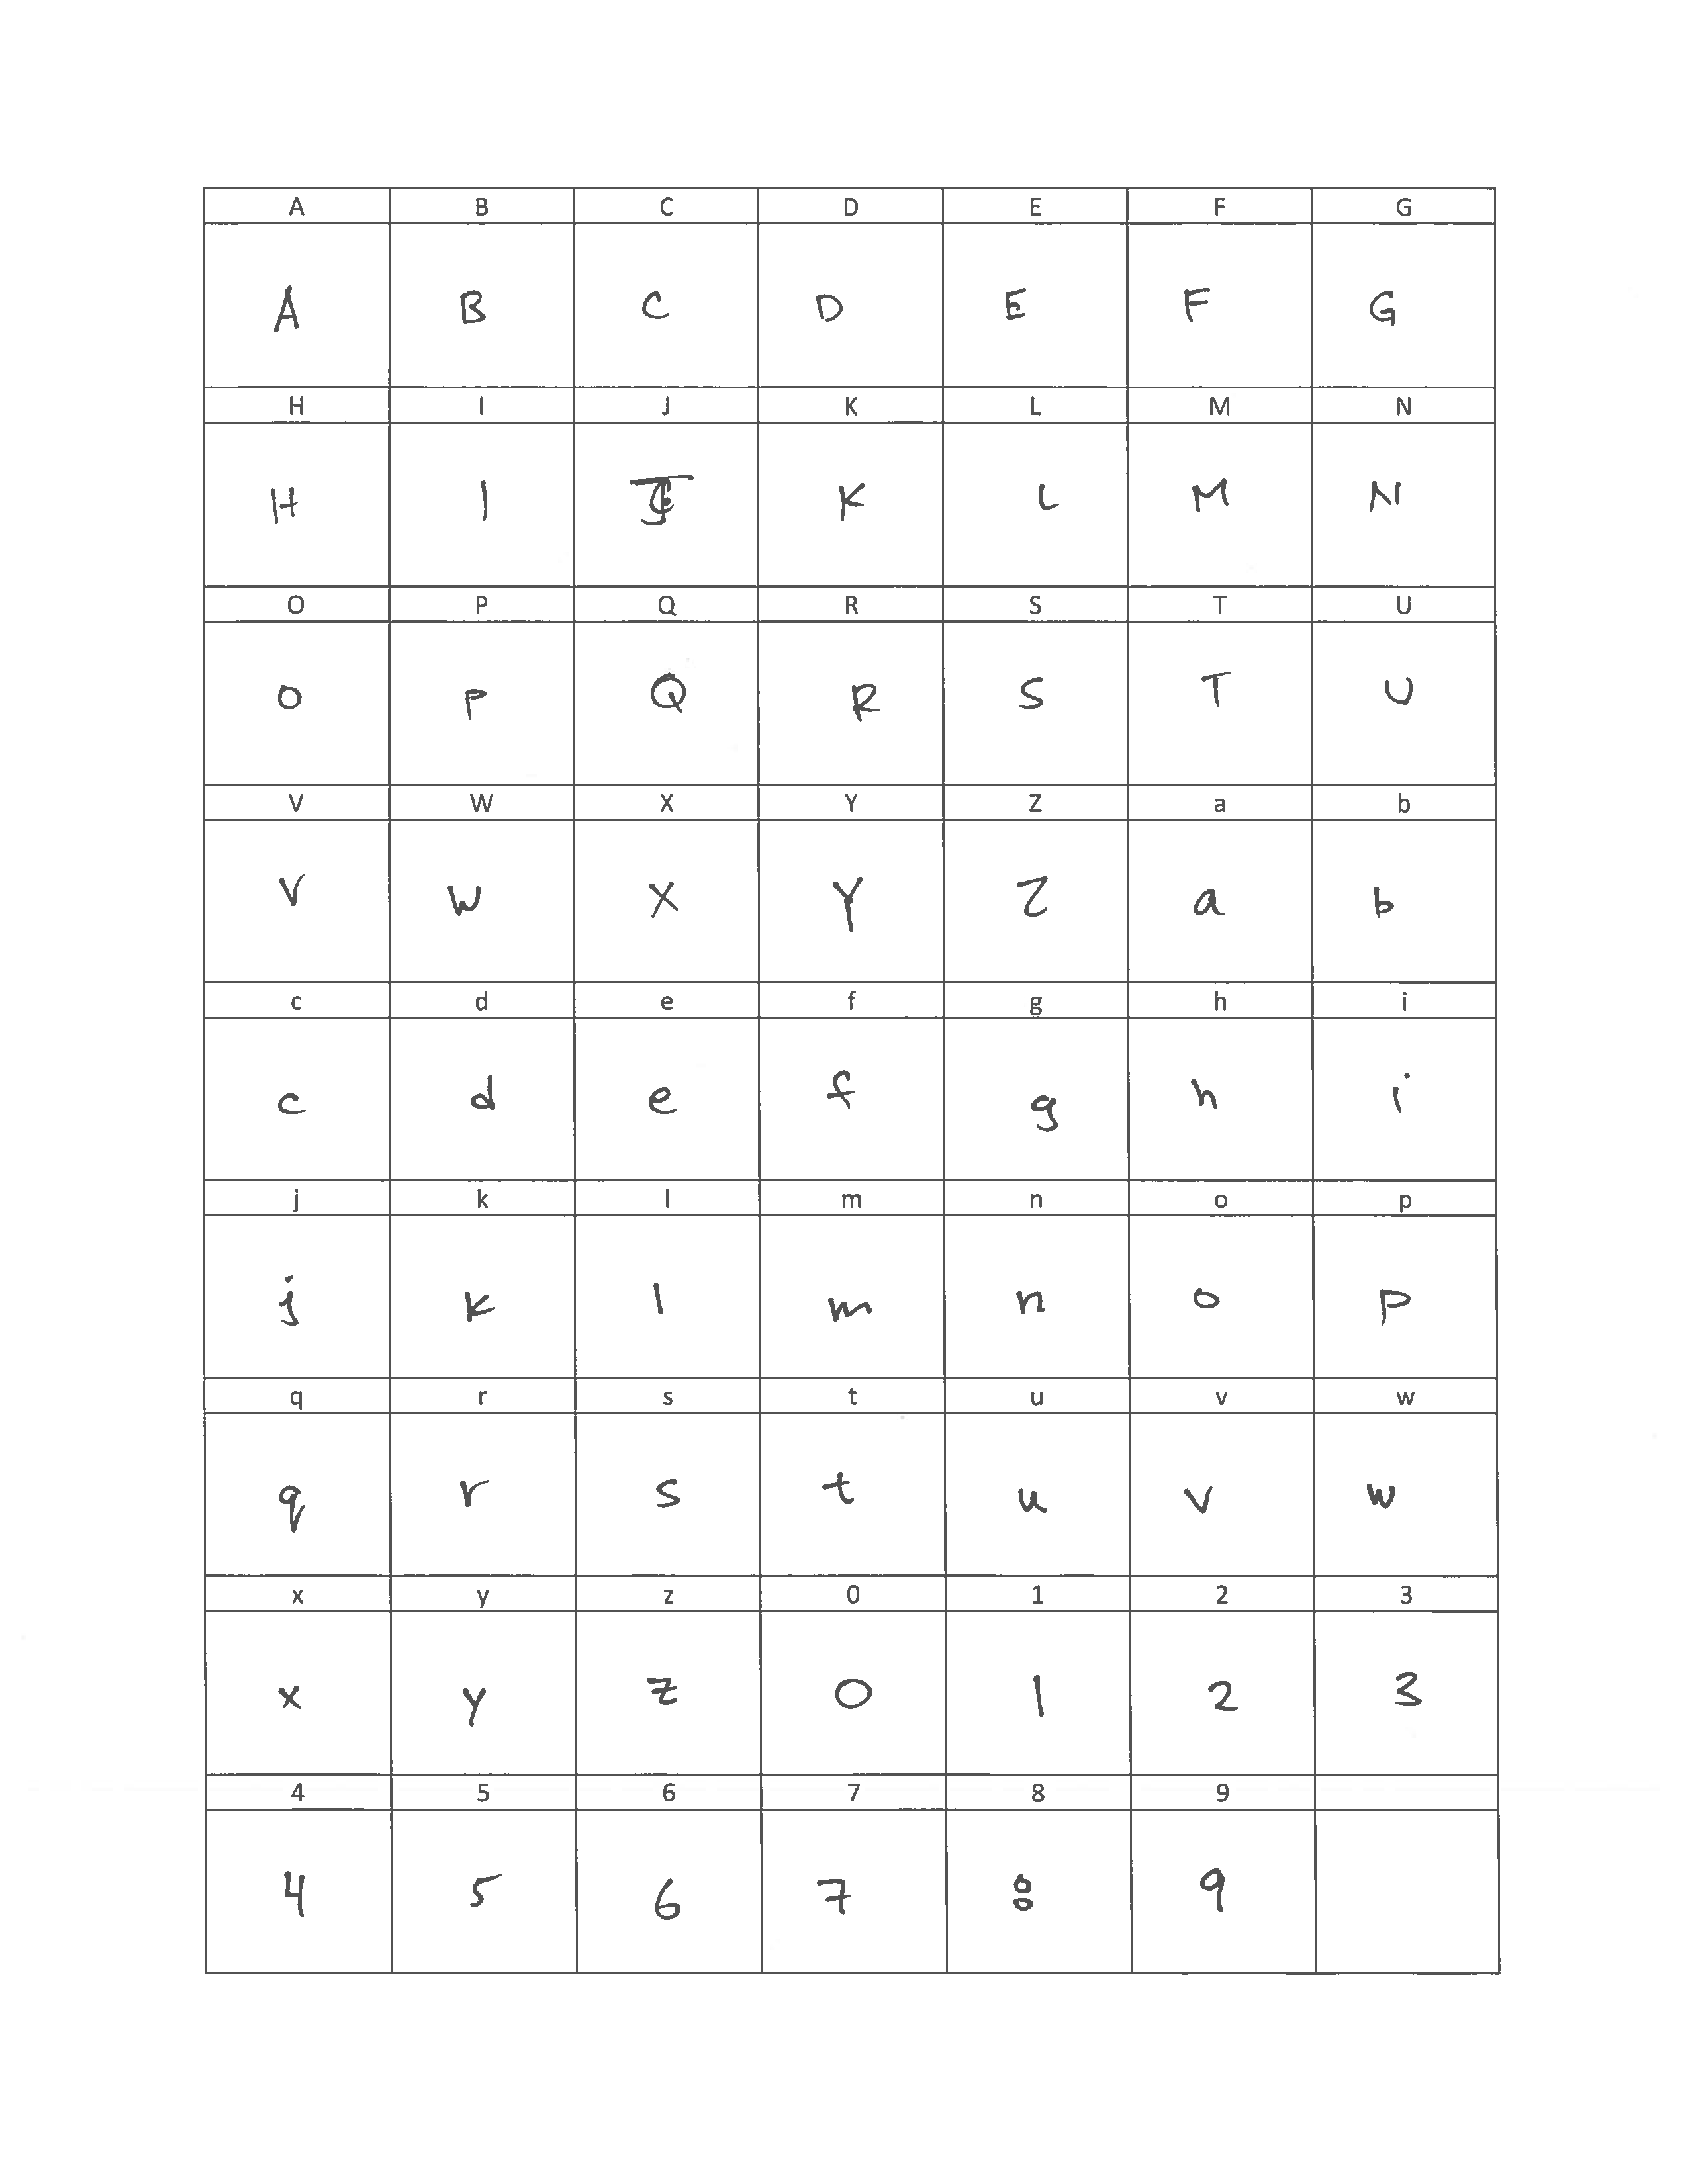 A B C D E F G
A B C D E F G
H I J K L M N
H I J K L M N
O P Q R S T U
O P Q R S T U
V W X Y Z a b
V W X Y Z a b
c d e f g h i
c d e f g h i
j k l m n o p
j k l m n o p
q r s t u v w
q r s t u v w
x y z 0 1 2 3
x y z 0 1 2 3
4 5 6 7 8 9
4 5 6 7 8 9